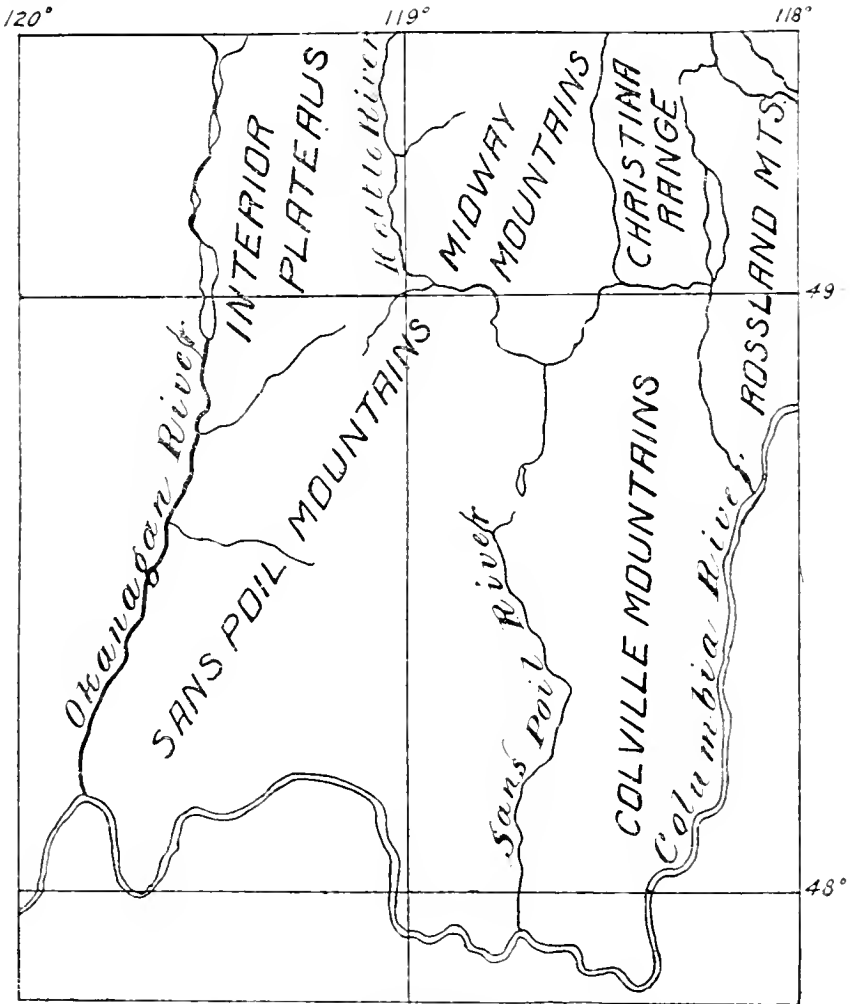 120°
119°
118°
INTERIOR
PLATEAUS
Kettle River
MIDWAY
MOUNTAINS
CHRISTINA
RANGE
ROSSLAND MTS.
49
Okanagan River
SANS POIL MOUNTAINS
Sans Poil River
COLVILLE MOUNTAINS
Columbia River
48°